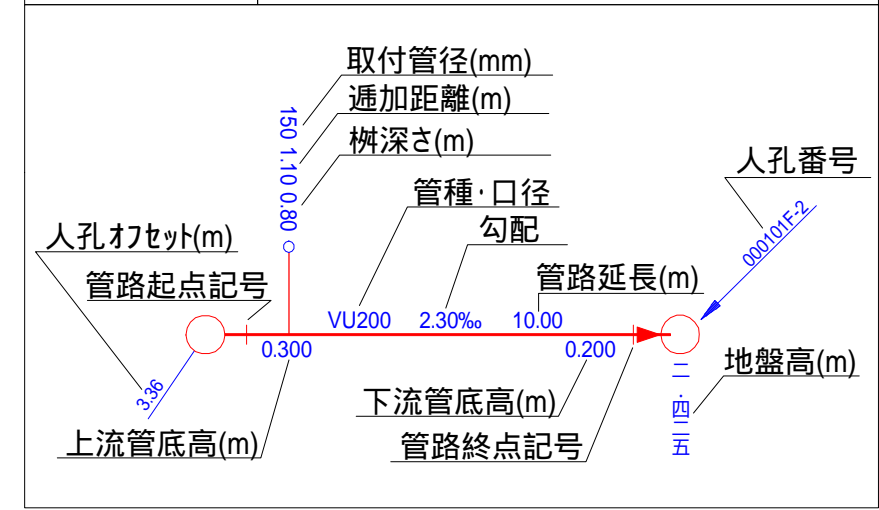 取付管径(mm)
逓加距離(m)
桝深さ(m)
150 1.10 0.80
管種・口径
勾配
人孔番号
000101F-2
人孔オフセット(m)
管路起点記号
管路延長(m)
VU200 2.30‰ 10.00
0.300 0.200
3.36
地盤高(m)
二・四二五
下流管底高(m)
上流管底高(m)
管路終点記号